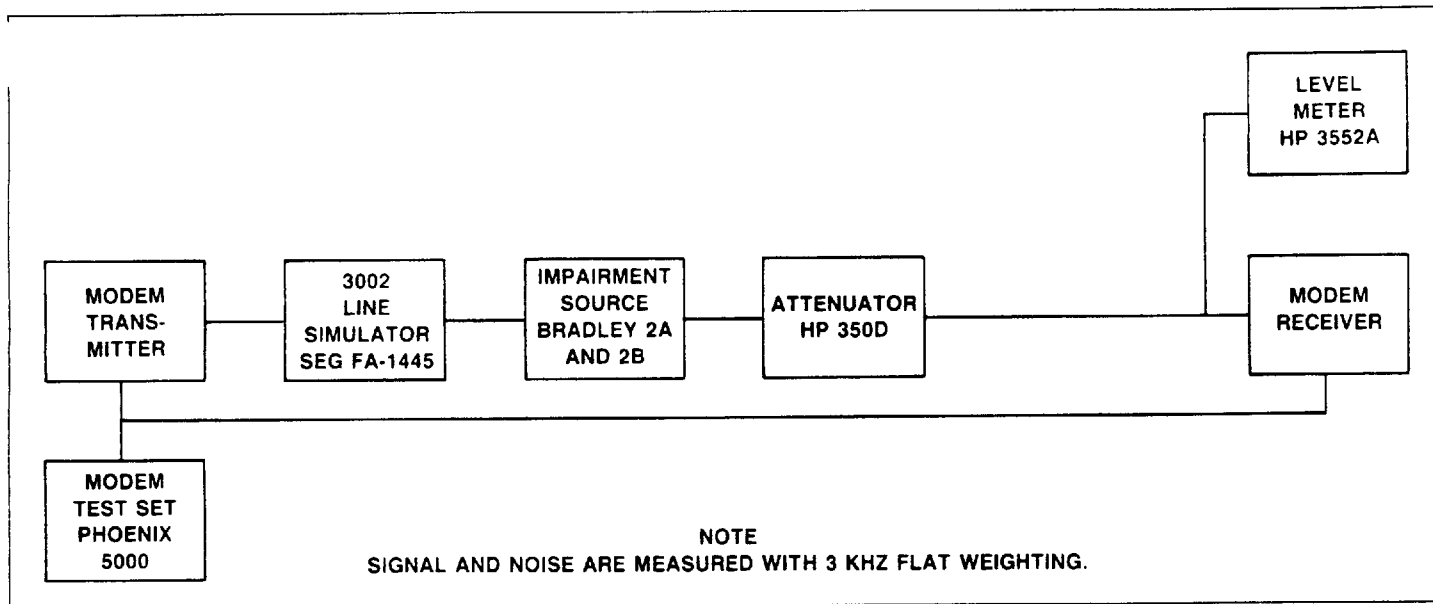 LEVEL
METER
HP 3552A
MODEM
TRANS-
MITTER
3002
LINE
SIMULATOR
SEG FA-1445
IMPAIRMENT
SOURCE
BRADLEY 2A
AND 2B
ATTENUATOR
HP 350D
MODEM
RECEIVER
MODEM
TEST SET
PHOENIX
5000
NOTE
SIGNAL AND NOISE ARE MEASURED WITH 3 KHZ FLAT WEIGHTING.